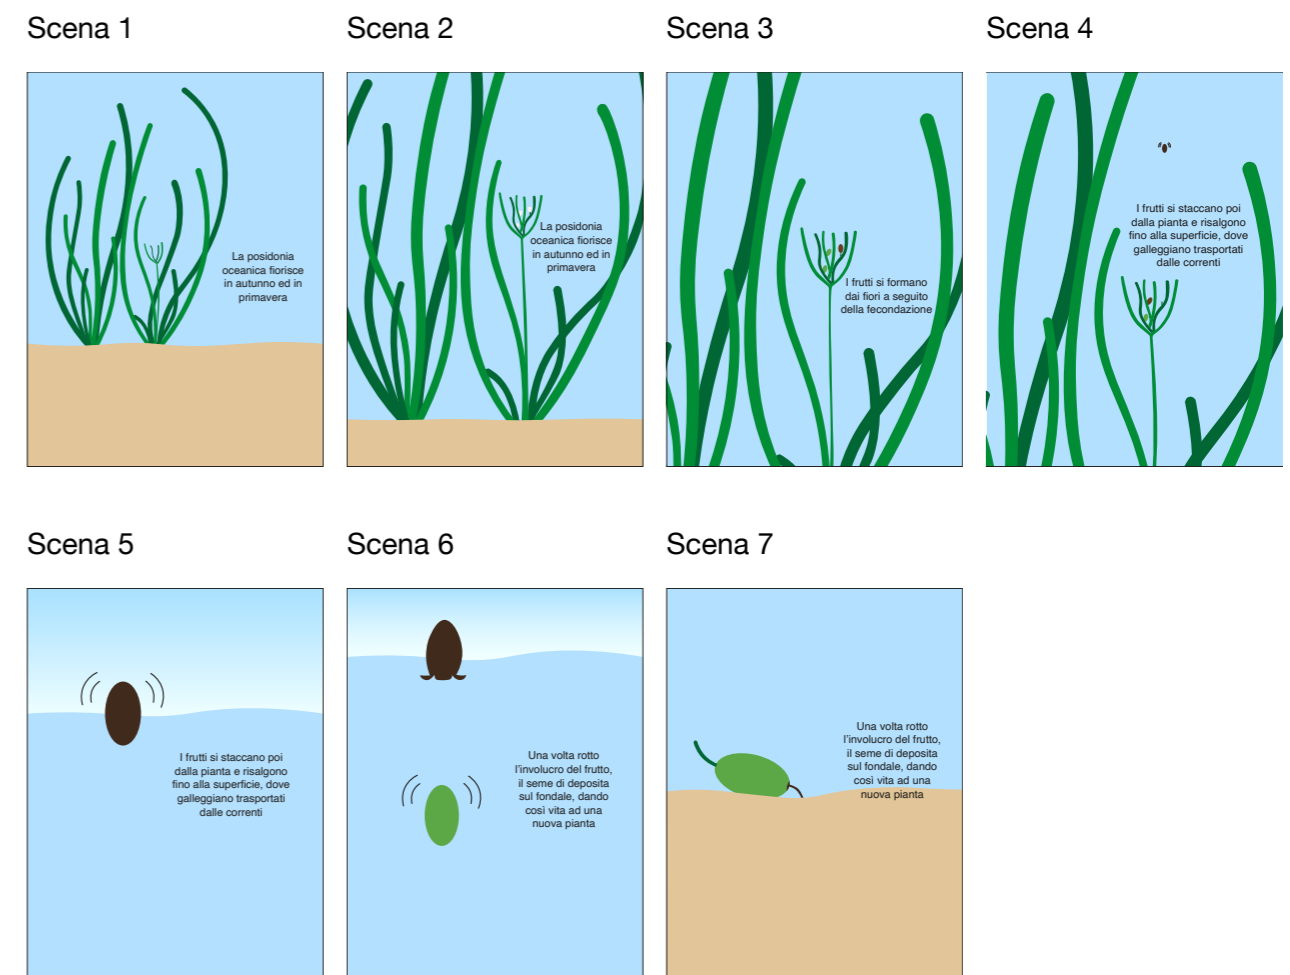 Scena 1
La posidonia
oceanica fiorisce
in autunno ed in
primavera
Scena 2
La posidonia
oceanica fiorisce
in autunno ed in
primavera
Scena 3
I frutti si formano
dai fiori a seguito
della fecondazione
Scena 4
I frutti si staccano poi
dalla pianta e risalgono
fino alla superficie, dove
galleggiano trasportati
dalle correnti
Scena 5
I frutti si staccano poi
dalla pianta e risalgono
fino alla superficie, dove
galleggiano trasportati
dalle correnti
Scena 6
Una volta rotto
l'involucro del frutto,
il seme di deposita
sul fondale, dando
così vita ad una
nuova pianta
Scena 7
Una volta rotto
l'involucro del frutto,
il seme di deposita
sul fondale, dando
così vita ad una
nuova pianta